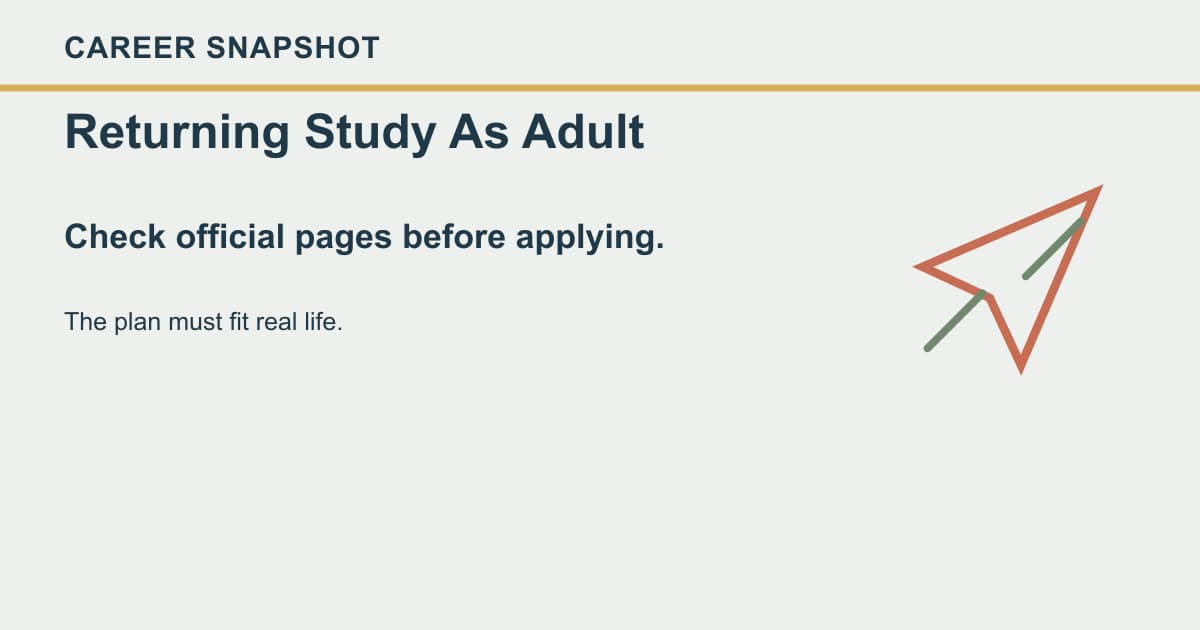 CAREER SNAPSHOT
Returning Study As Adult
Check official pages before applying.
The plan must fit real life.